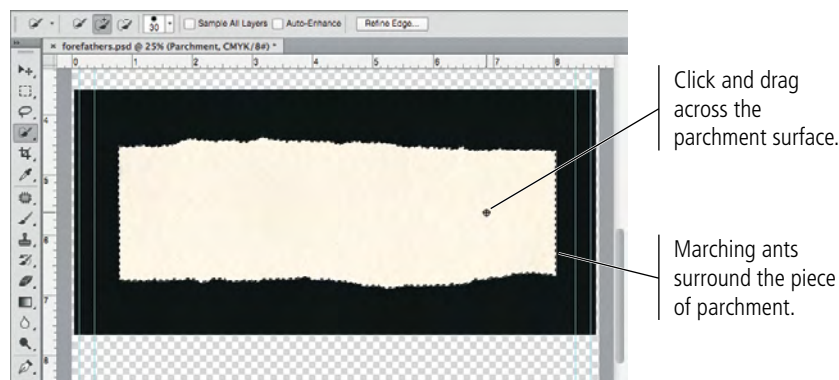 30 Sample All Layers Auto-Enhance Refine Edge...
× forefathers.psd @ 25% (Parchment, CMYK/8#) *
0 1 2 3 4 5 6 7 8
4
5
6
7
8
Click and drag
across the
parchment surface.
Marching ants
surround the piece
of parchment.